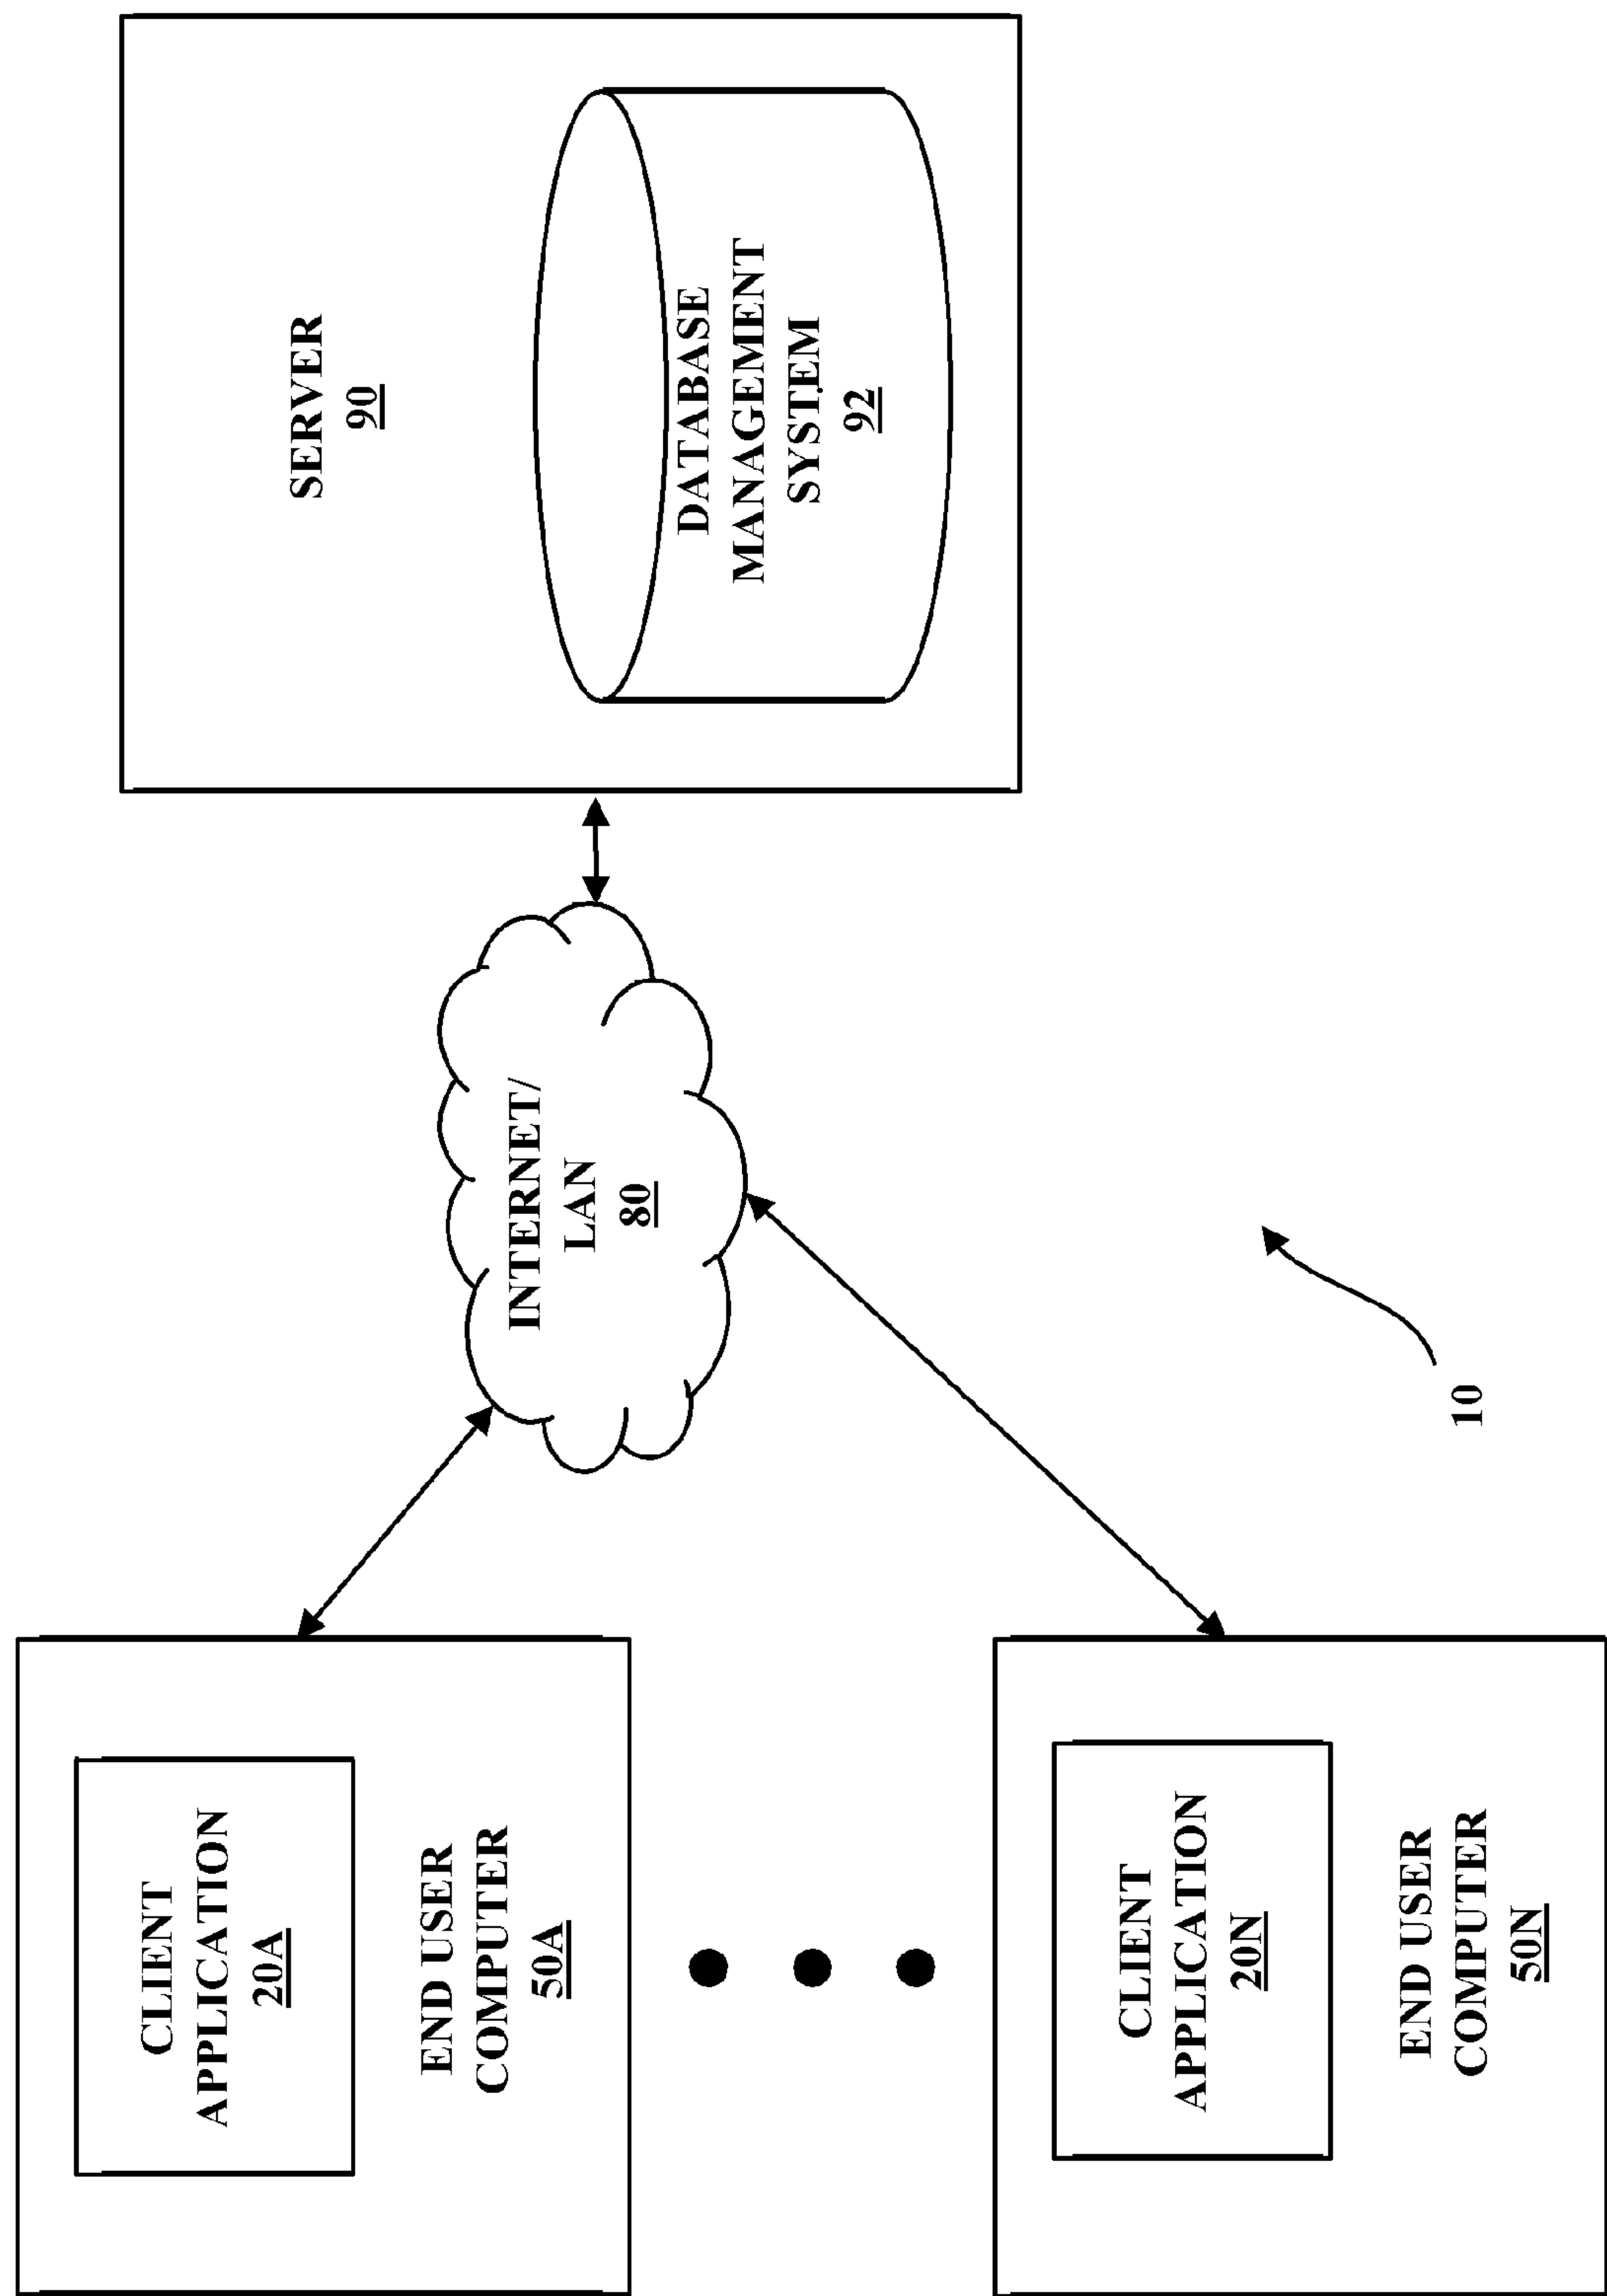 CLIENT
APPLICATION
20A
END USER
COMPUTER
50A
CLIENT
APPLICATION
20N
END USER
COMPUTER
50N
INTERNET/
LAN
80
10
SERVER
90
DATABASE
MANAGEMENT
SYSTEM
92